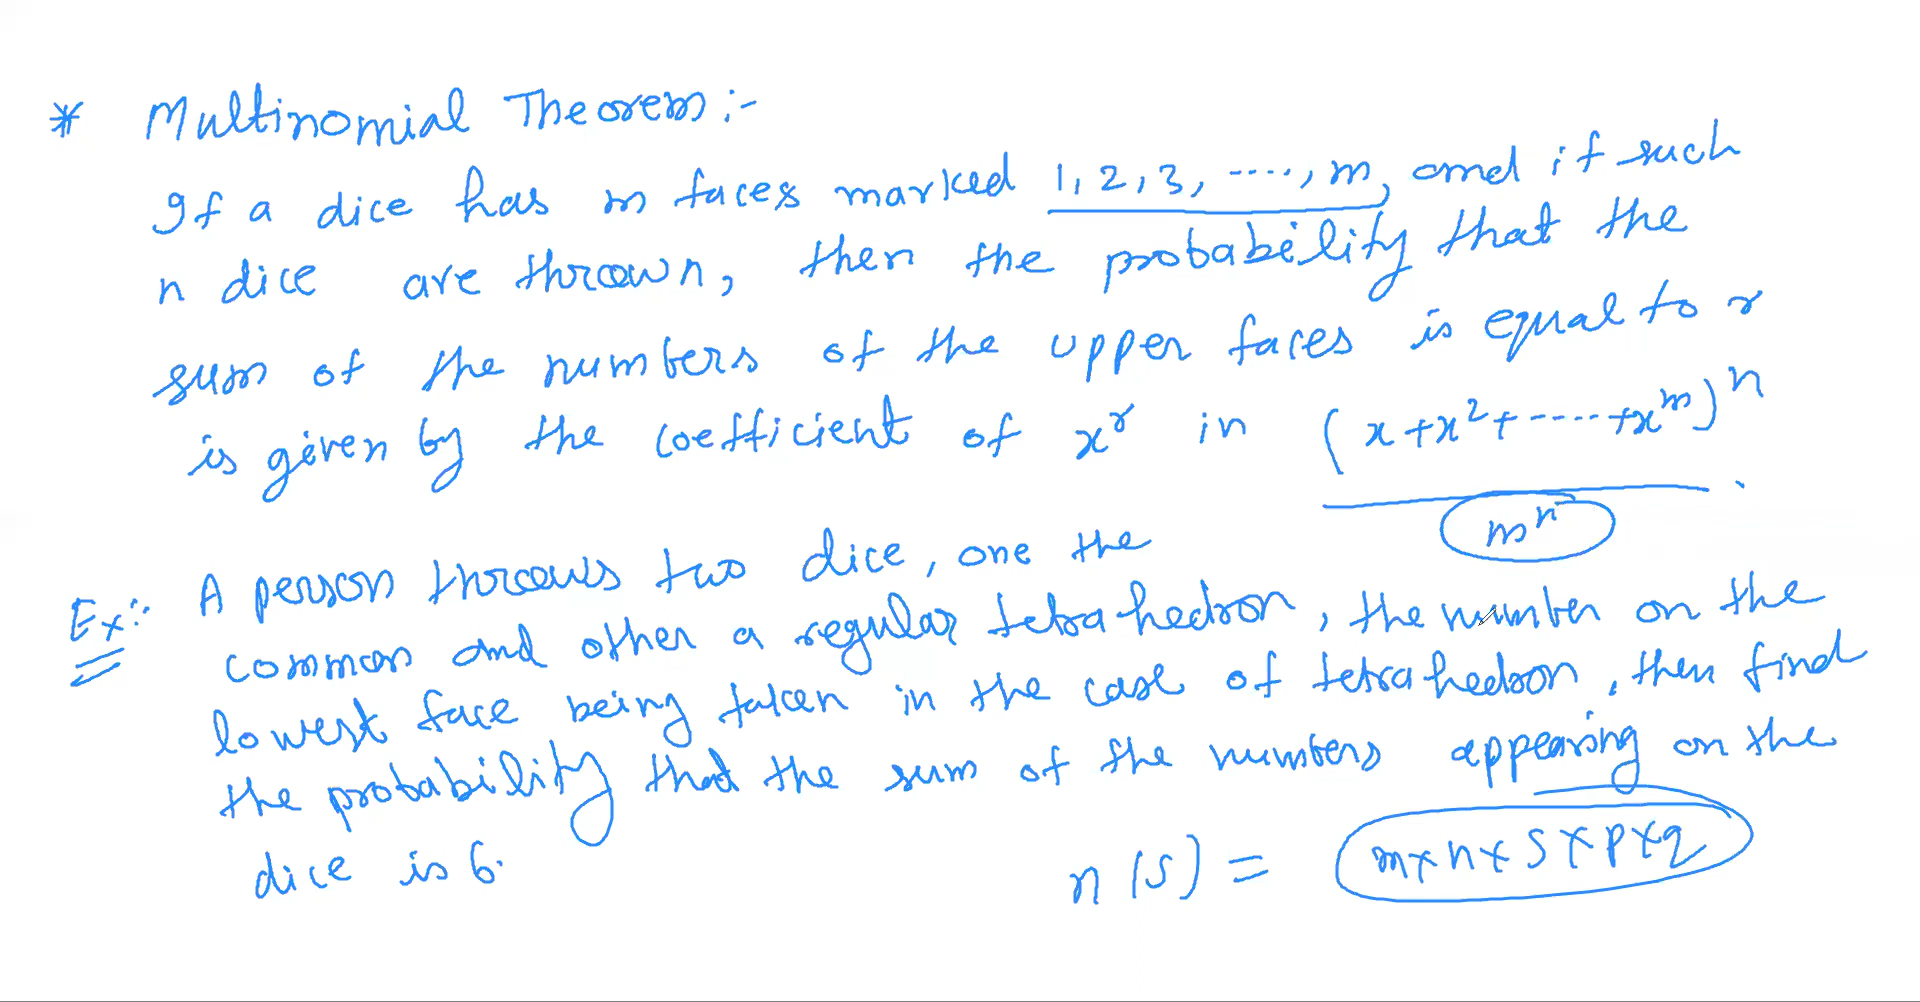 * Multinomial Theorem :-
If a dice has m faces marked 1, 2, 3, ...., m, and if such
n dice are thrown, then the probability that the
sum of the numbers of the upper faces is equal to r
is given by the coefficient of x^r in (x+x^2+----+x^m)^n
m^n .
Ex:- A person throws two dice, one the
common and other a regular tetrahedron, the number on the
lowest face being taken in the case of tetrahedron, then find
the probability that the sum of the numbers appearing on the
dice is 6.
n(S) = m×n×s×p×q